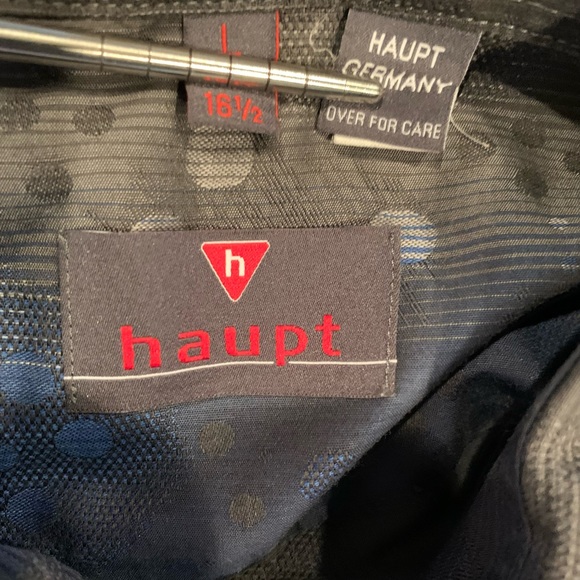 L
16½
HAUPT
GERMANY
OVER FOR CARE
h
haupt